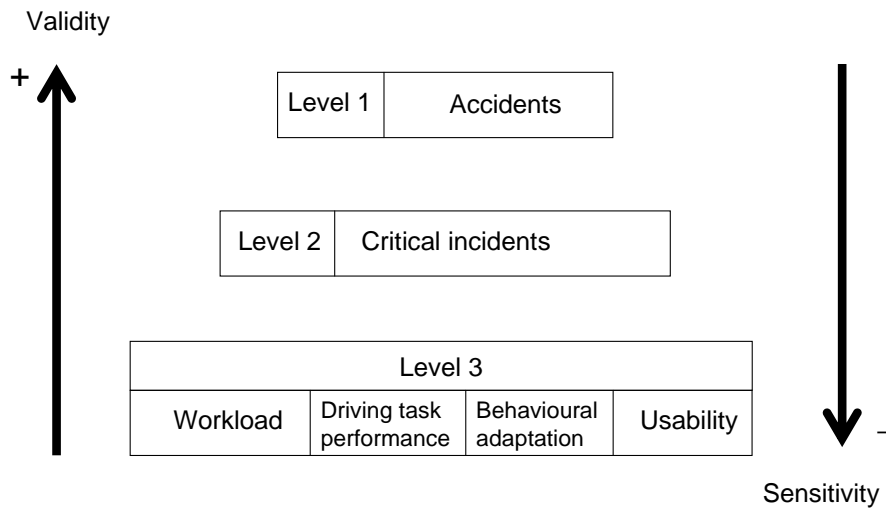 Validity
+
Level 1 Accidents
Level 2 Critical incidents
Level 3
Workload
Driving task
performance
Behavioural
adaptation
Usability
–
Sensitivity